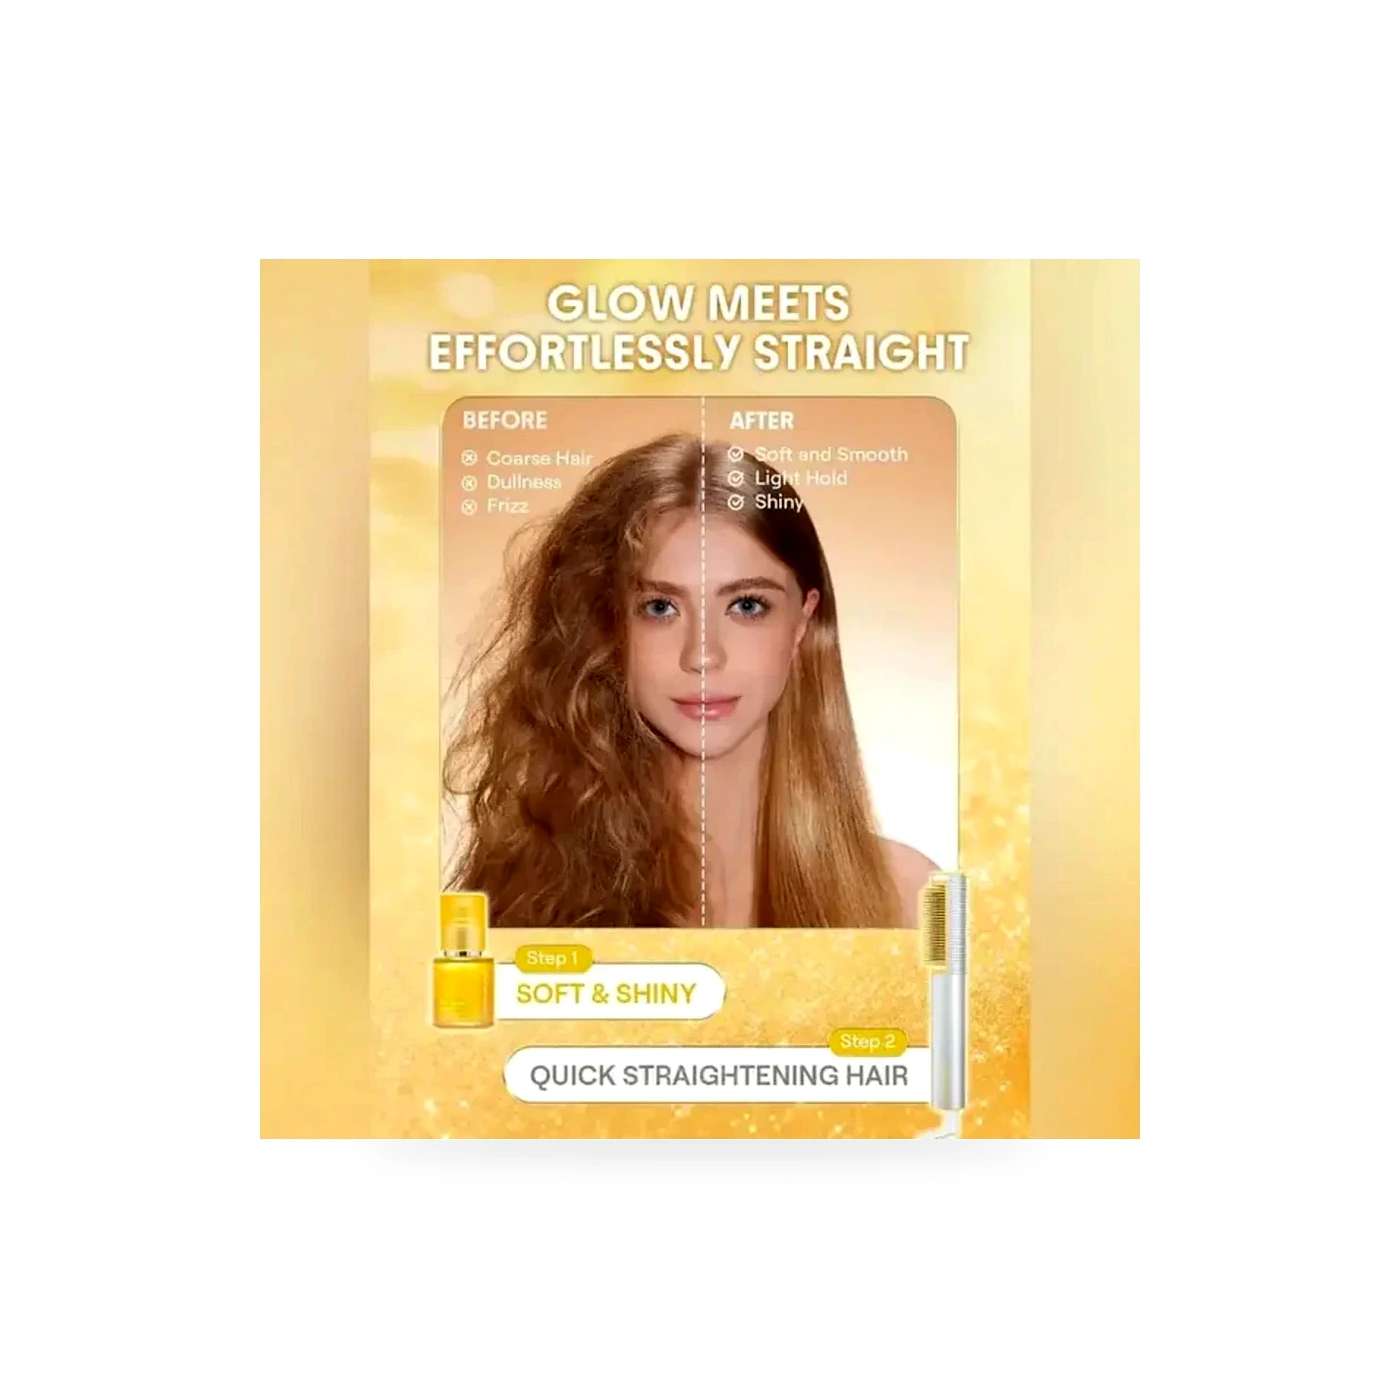 GLOW MEETS
EFFORTLESSLY STRAIGHT
BEFORE
Coarse Hair
Dullness
Frizz
AFTER
Soft and Smooth
Light Hold
Shiny
Step 1
SOFT & SHINY
Step 2
QUICK STRAIGHTENING HAIR